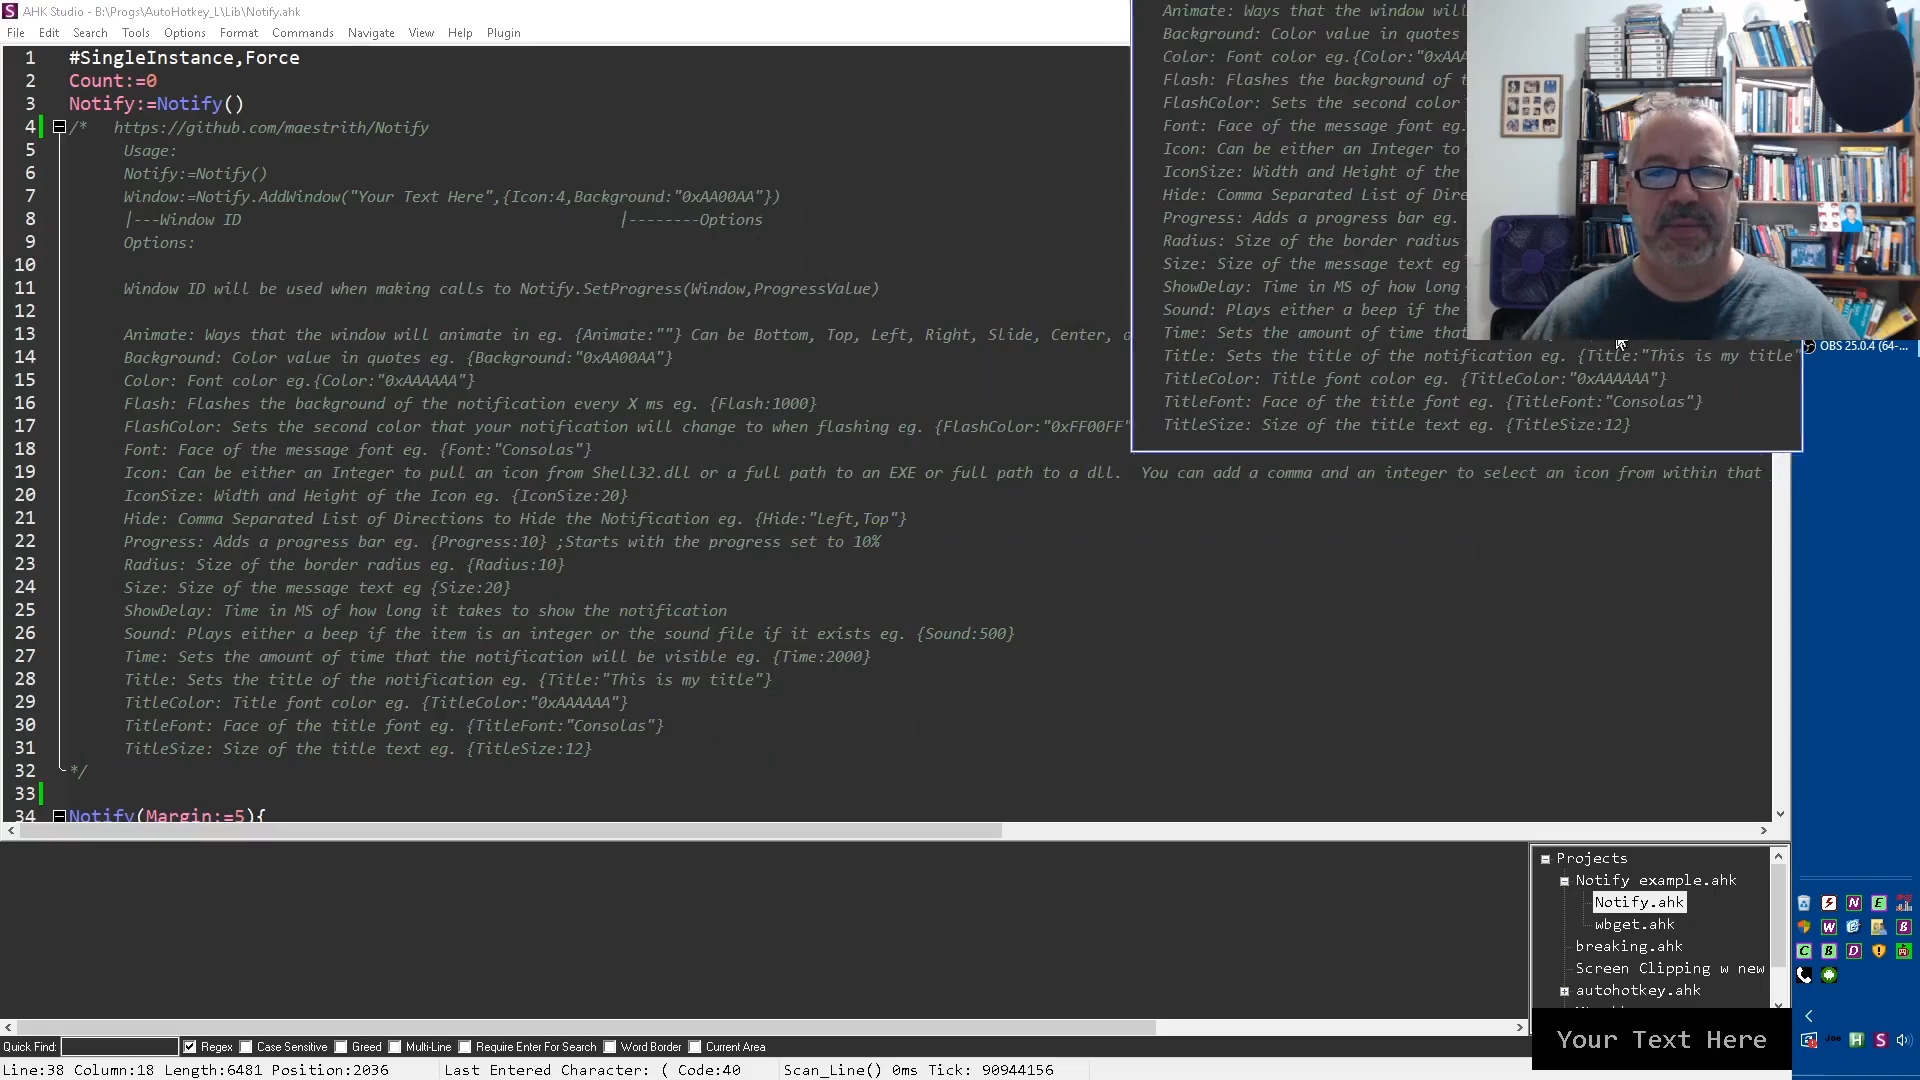 AHK Studio - B:\Progs\AutoHotkey_L\Lib\Notify.ahk
File Edit Search Tools Options Format Commands Navigate View Help Plugin
1 #SingleInstance,Force
2 Count:=0
3 Notify:=Notify()
4 /* https://github.com/maestrith/Notify
5 Usage:
6 Notify:=Notify()
7 Window:=Notify.AddWindow("Your Text Here",{Icon:4,Background:"0xAA00AA"})
8 |---Window ID |--------Options
9 Options:
10
11 Window ID will be used when making calls to Notify.SetProgress(Window,ProgressValue)
12
13 Animate: Ways that the window will animate in eg. {Animate:""} Can be Bottom, Top, Left, Right, Slide, Center,
14 Background: Color value in quotes eg. {Background:"0xAA00AA"}
15 Color: Font color eg.{Color:"0xAAAAAA"}
16 Flash: Flashes the background of the notification every X ms eg. {Flash:1000}
17 FlashColor: Sets the second color that your notification will change to when flashing eg. {FlashColor:"0xFF00FF"
18 Font: Face of the message font eg. {Font:"Consolas"}
19 Icon: Can be either an Integer to pull an icon from Shell32.dll or a full path to an EXE or full path to a dll. You can add a comma and an integer to select an icon from within that
20 IconSize: Width and Height of the Icon eg. {IconSize:20}
21 Hide: Comma Separated List of Directions to Hide the Notification eg. {Hide:"Left,Top"}
22 Progress: Adds a progress bar eg. {Progress:10} ;Starts with the progress set to 10%
23 Radius: Size of the border radius eg. {Radius:10}
24 Size: Size of the message text eg {Size:20}
25 ShowDelay: Time in MS of how long it takes to show the notification
26 Sound: Plays either a beep if the item is an integer or the sound file if it exists eg. {Sound:500}
27 Time: Sets the amount of time that the notification will be visible eg. {Time:2000}
28 Title: Sets the title of the notification eg. {Title:"This is my title"}
29 TitleColor: Title font color eg. {TitleColor:"0xAAAAAA"}
30 TitleFont: Face of the title font eg. {TitleFont:"Consolas"}
31 TitleSize: Size of the title text eg. {TitleSize:12}
32 */
33
34 Notify(Margin:=5){
Animate: Ways that the window will
Background: Color value in quotes
Color: Font color eg.{Color:"0xAAA
Flash: Flashes the background of
FlashColor: Sets the second color
Font: Face of the message font eg.
Icon: Can be either an Integer to
IconSize: Width and Height of the
Hide: Comma Separated List of Dire
Progress: Adds a progress bar eg.
Radius: Size of the border radius
Size: Size of the message text eg
ShowDelay: Time in MS of how long
Sound: Plays either a beep if the
Time: Sets the amount of time that
Title: Sets the title of the notification eg. {Title:"This is my title"
TitleColor: Title font color eg. {TitleColor:"0xAAAAAA"}
TitleFont: Face of the title font eg. {TitleFont:"Consolas"}
TitleSize: Size of the title text eg. {TitleSize:12}
OBS 25.0.4 (64-...
Projects
Notify example.ahk
Notify.ahk
wbget.ahk
breaking.ahk
Screen Clipping w new
autohotkey.ahk
Your Text Here
Quick Find: Regex Case Sensitive Greed Multi-Line Require Enter For Search Word Border Current Area
Line:38 Column:18 Length:6481 Position:2036 Last Entered Character: ( Code:40 Scan_Line() 0ms Tick: 90944156